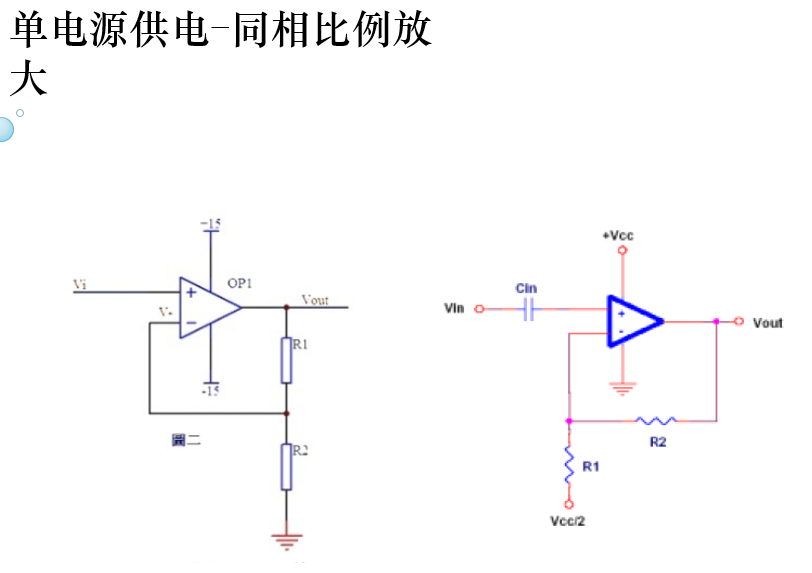 单电源供电-同相比例放
大
+15
Vi
OP1
V-
Vout
R1
-15
圖二
R2
+Vcc
Cin
Vin
+
-
Vout
R2
R1
Vcc/2